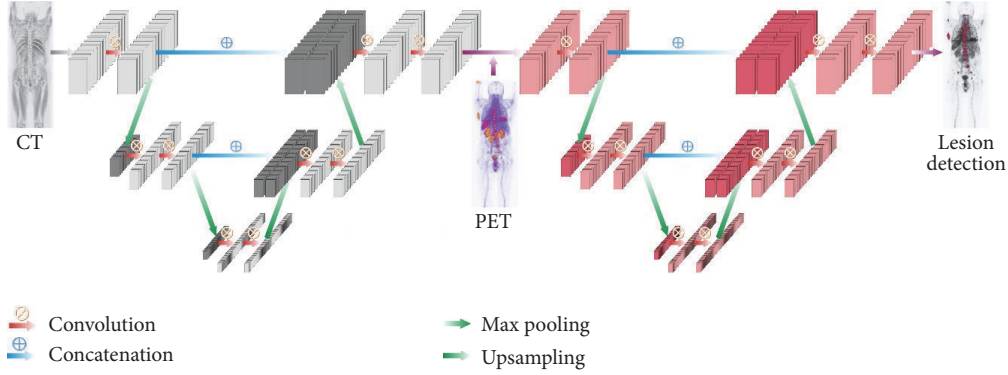 CT
PET
Lesion
detection
Convolution
Concatenation
Max pooling
Upsampling